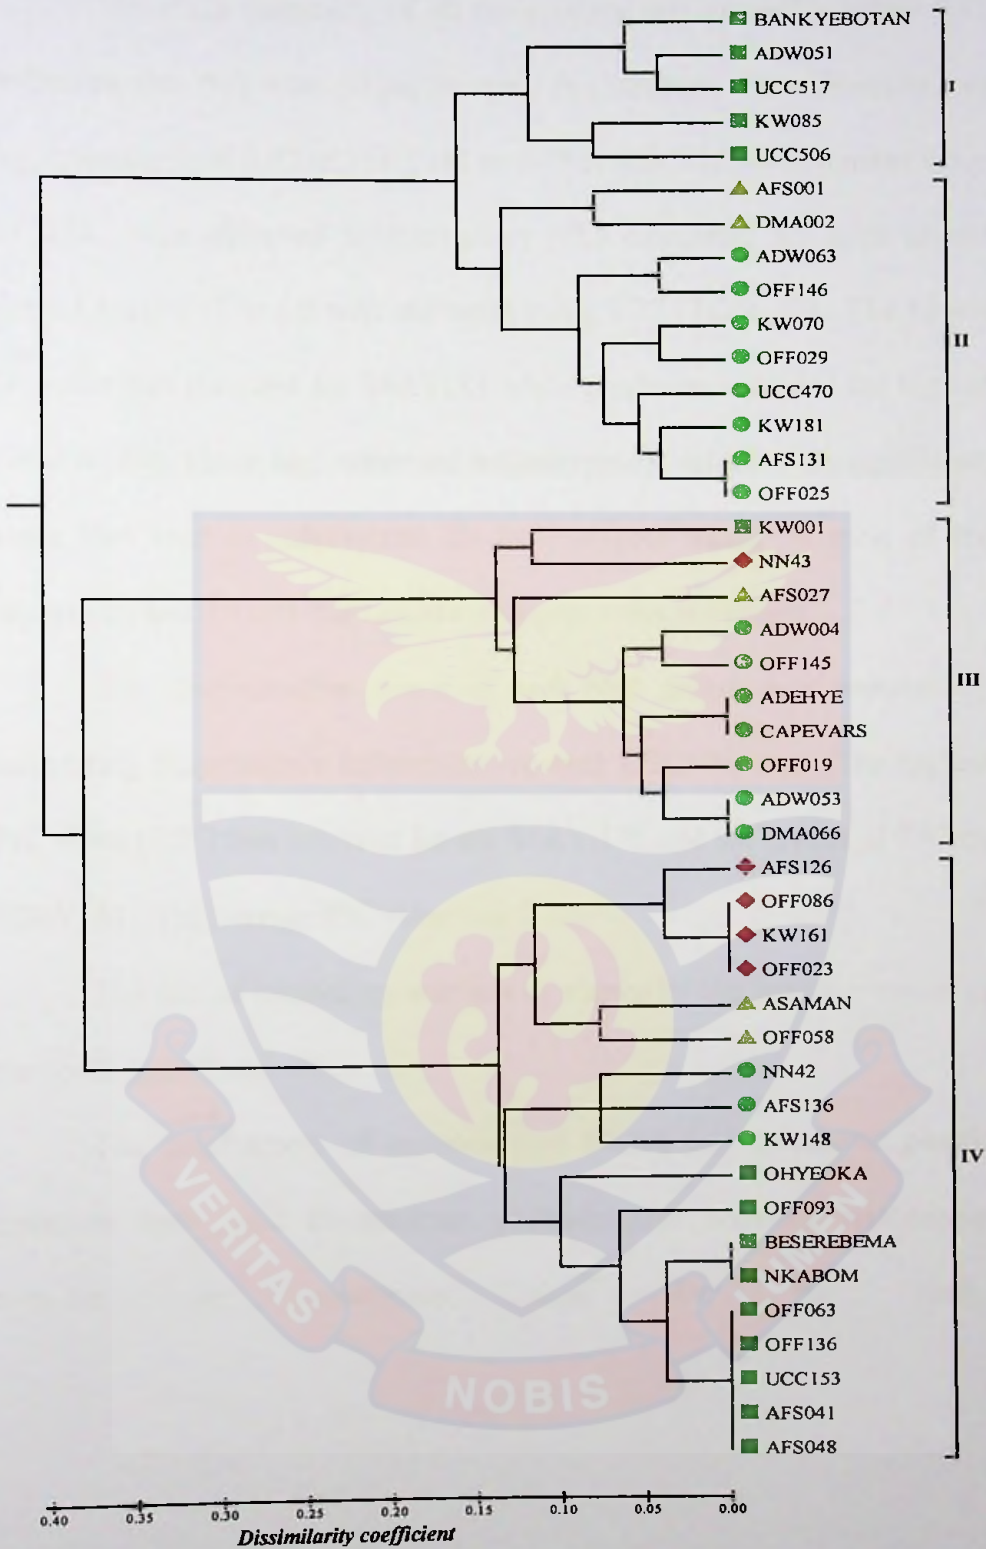 BANKYEBOTAN
ADW051
UCC517
I
KW085
UCC506
AFS001
DMA002
ADW063
OFF146
KW070
II
OFF029
UCC470
KW181
AFS131
OFF025
KW001
NN43
AFS027
ADW004
OFF145
III
ADEHYE
CAPEVARS
OFF019
ADW053
DMA066
AFS126
OFF086
KW161
OFF023
ASAMAN
OFF058
NN42
AFS136
KW148
IV
OHYEOKA
OFF093
BESEREBEMA
NKABOM
OFF063
OFF136
UCC153
AFS041
AFS048
VERITAS
NOBIS
LUMEN
0.40 0.35 0.30 0.25 0.20 0.15 0.10 0.05 0.00
Dissimilarity coefficient